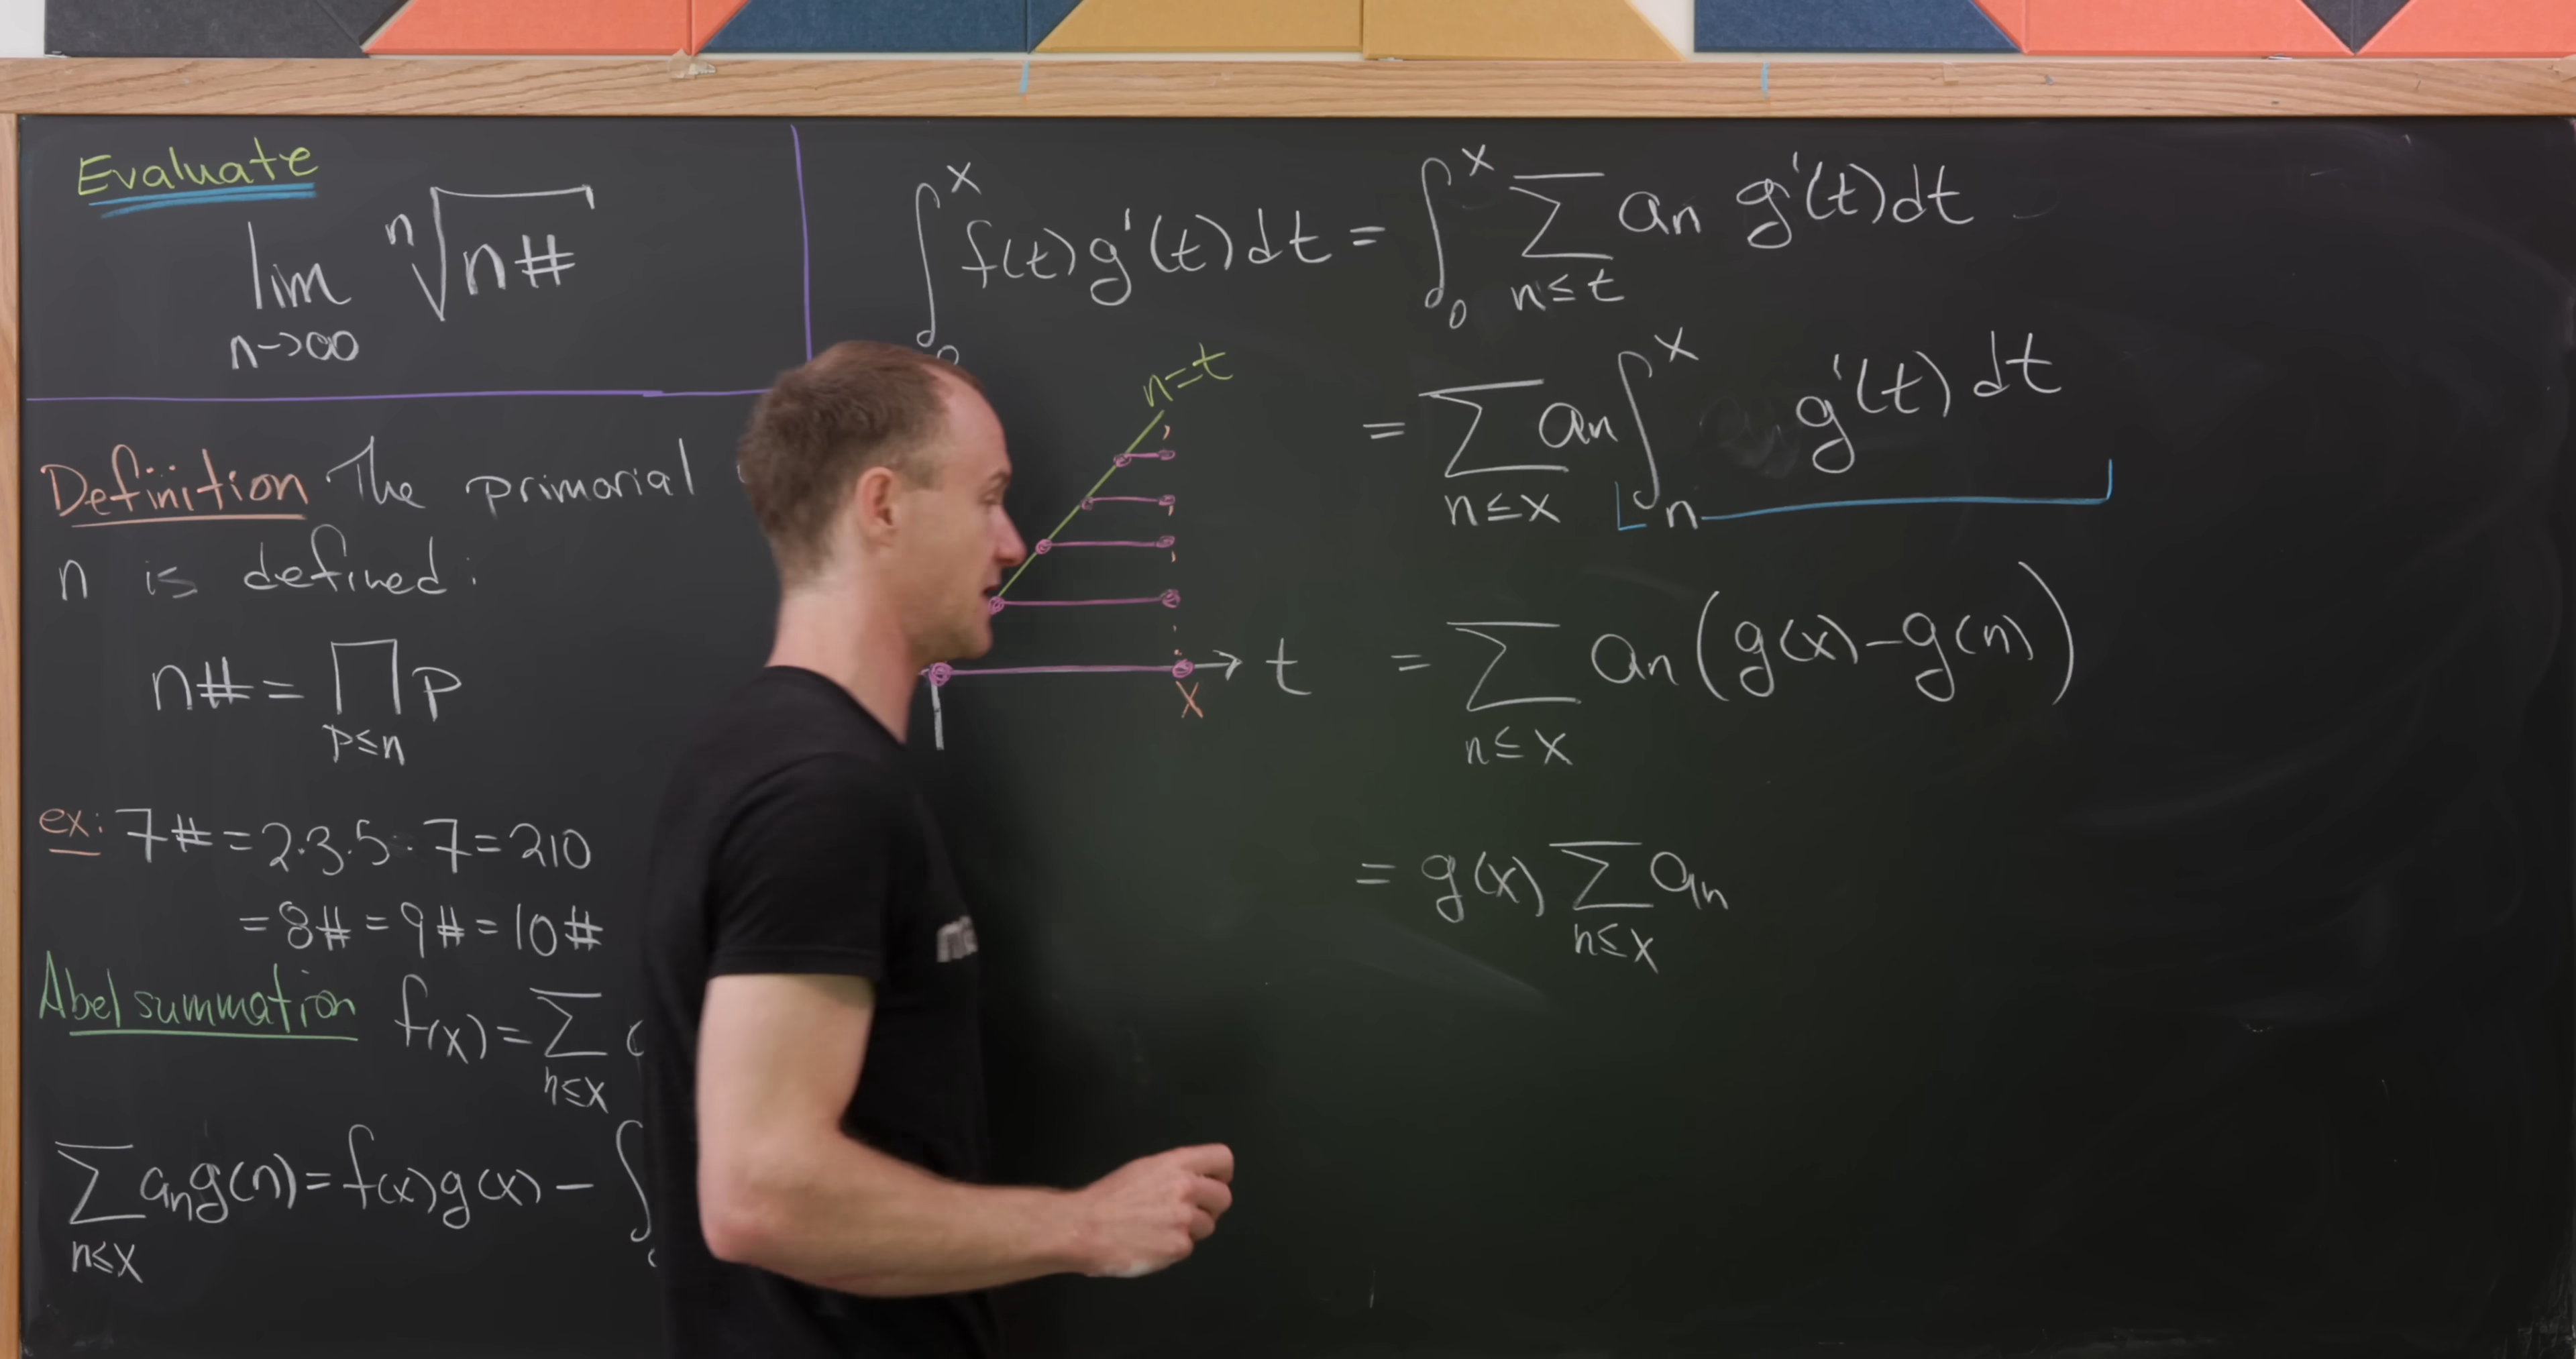 Evaluate
lim n→∞ ⁿ√n#
Definition The primorial
n is defined:
n# = ∏ p
p≤n
ex: 7# = 2·3·5·7 = 210
= 8# = 9# = 10#
Abel summation f(x) = ∑
n≤x
∑ aₙg(n) = f(x)g(x) − ∫
n≤x
∫₀ˣ f(t)g'(t)dt = ∫₀ˣ ∑ aₙ g'(t)dt
n≤t
n=t
t
x
= ∑ aₙ ∫ₙˣ g'(t)dt
n≤x
= ∑ aₙ(g(x)−g(n))
n≤x
= g(x) ∑ aₙ
n≤x